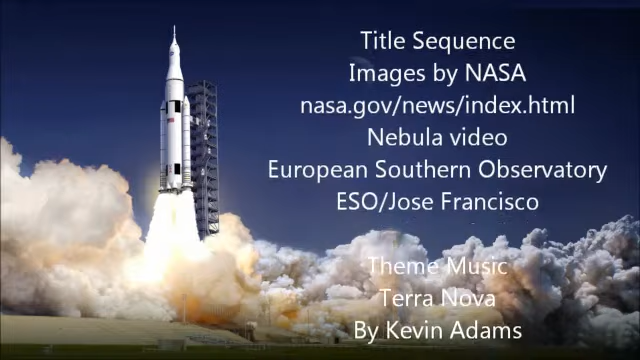 Title Sequence
Images by NASA
nasa.gov/news/index.html
Nebula video
European Southern Observatory
ESO/Jose Francisco
Theme Music
Terra Nova
By Kevin Adams